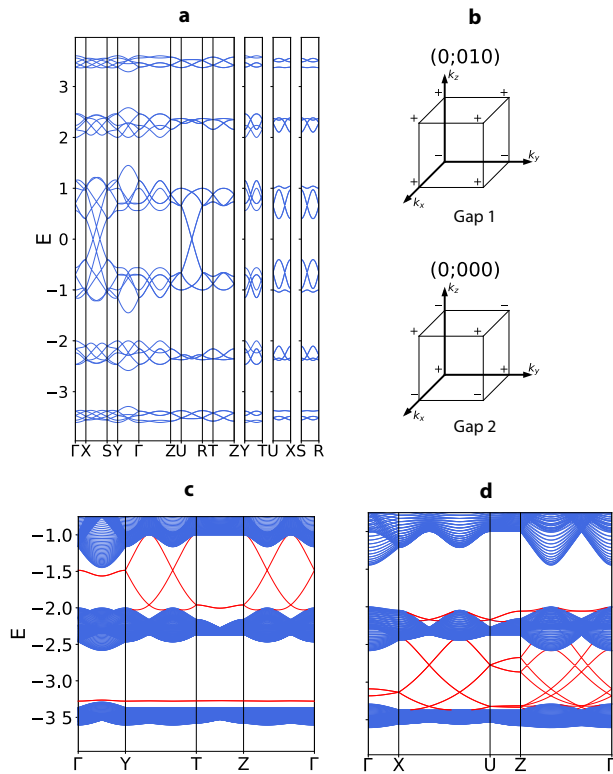 a
3
2
1
0
−1
−2
−3
E
Γ X S Y Γ Z U R T Z Y T U X S R
b
(0;010)
k_z
+ +
+ +
− −
k_y
+ +
k_x
Gap 1
(0;000)
k_z
− −
+ +
+ +
k_y
− −
k_x
Gap 2
c
−1.0
−1.5
−2.0
−2.5
−3.0
−3 5
E
Γ Y T Z Γ
d
Γ X U Z Γ